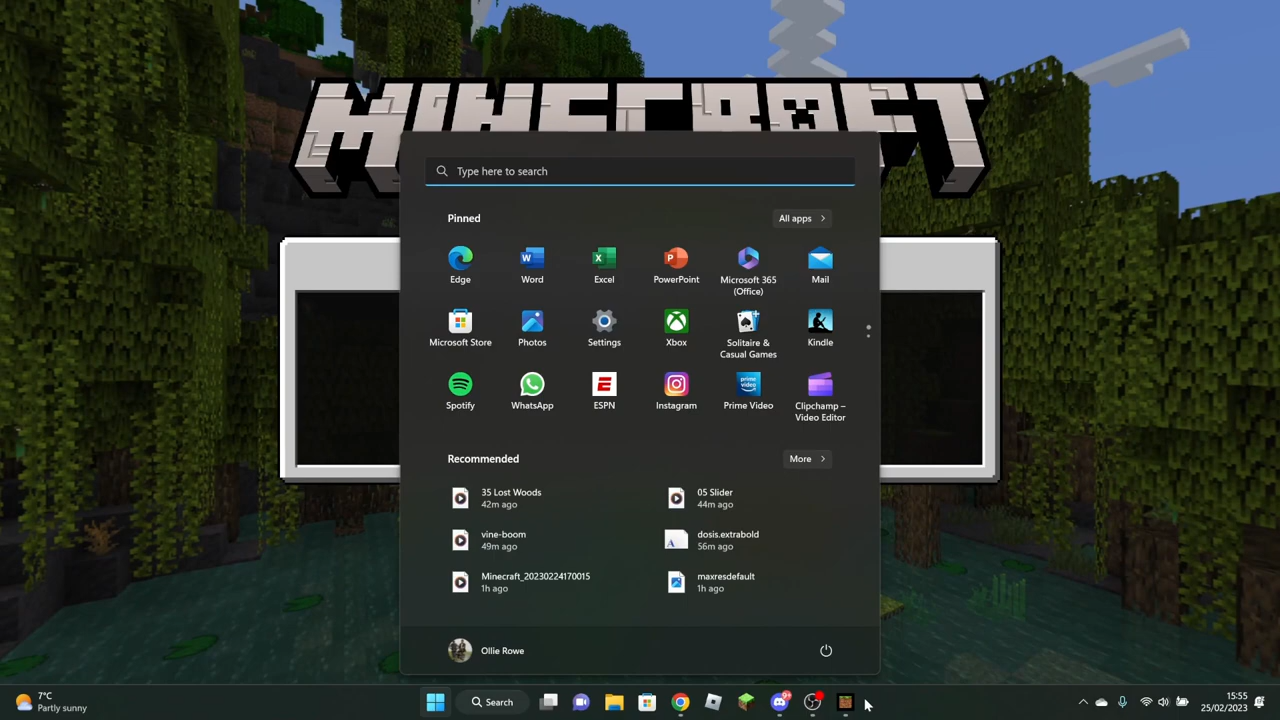 MINECRAFT
Type here to search
Pinned
All apps
Edge
Word
Excel
PowerPoint
Microsoft 365
(Office)
Mail
Microsoft Store
Photos
Settings
Xbox
Solitaire &
Casual Games
Kindle
Spotify
WhatsApp
ESPN
Instagram
prime
video
Prime Video
Clipchamp –
Video Editor
Recommended
More
35 Lost Woods
42m ago
05 Slider
44m ago
vine-boom
49m ago
dosis.extrabold
56m ago
Minecraft_20230224170015
1h ago
maxresdefault
1h ago
Ollie Rowe
7°C
Partly sunny
Search
15:55
25/02/2023